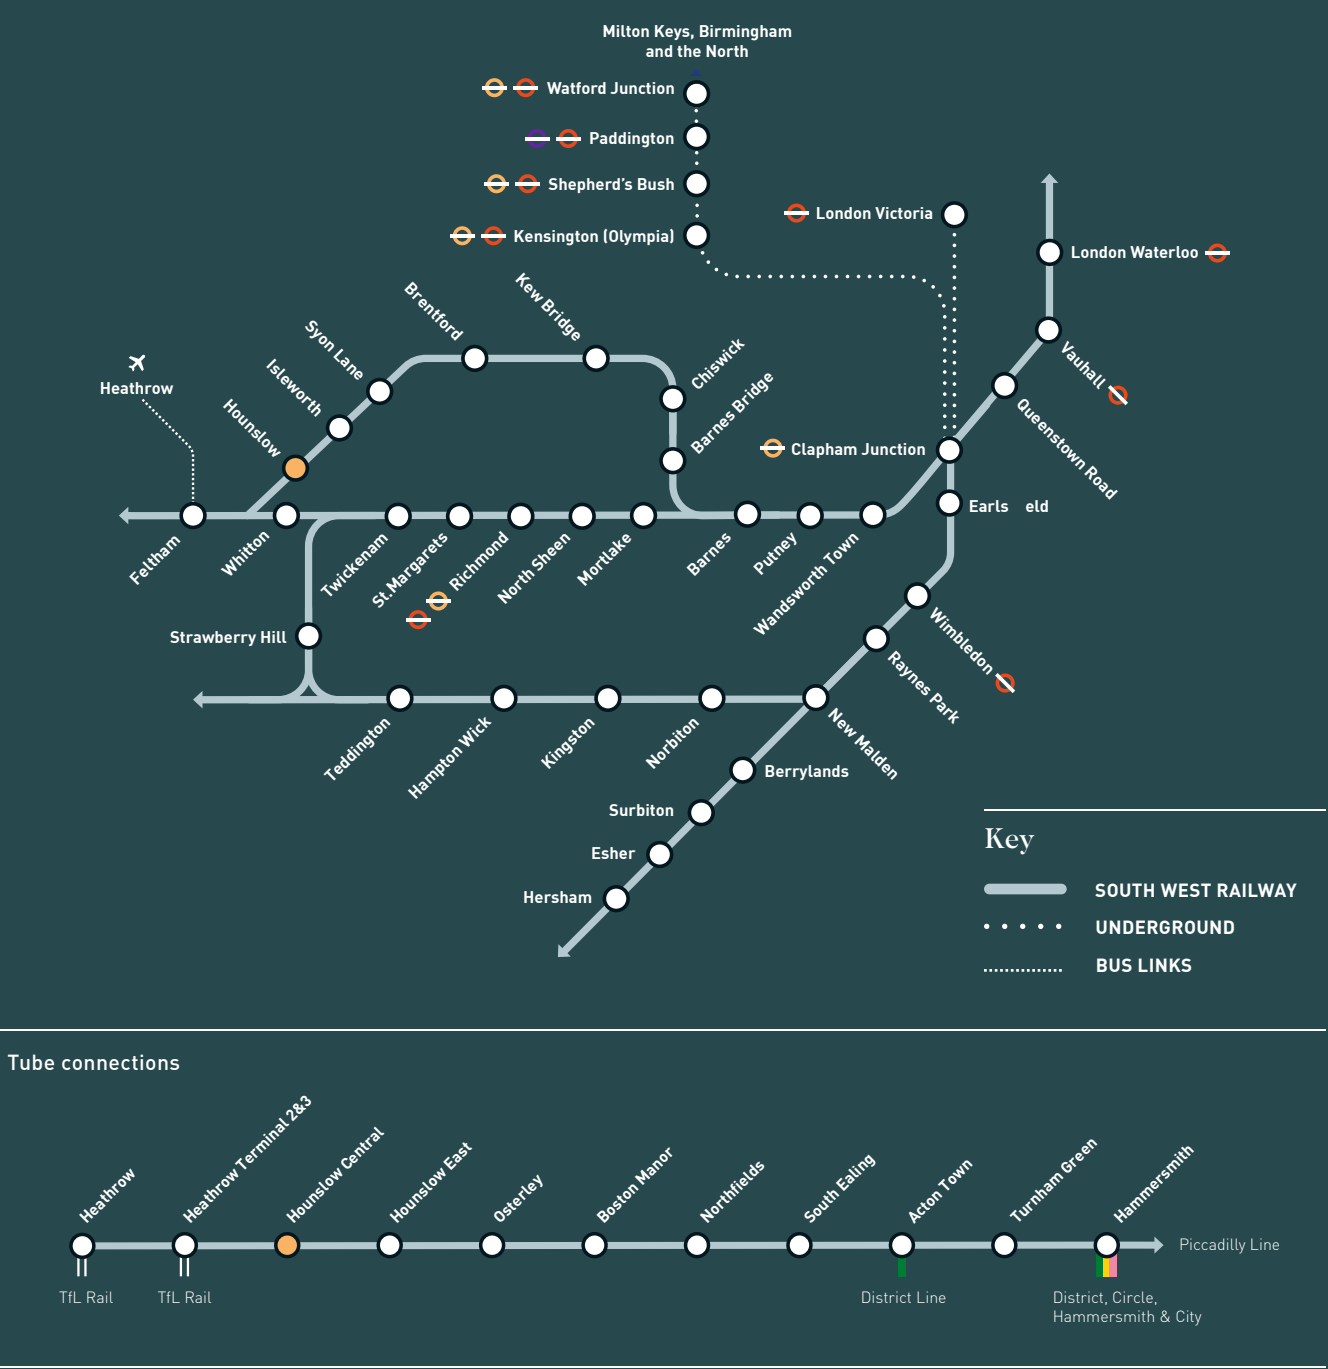 Milton Keys, Birmingham
and the North
Watford Junction
Paddington
Shepherd's Bush
London Victoria
Kensington (Olympia)
London Waterloo
Kew Bridge
Brentford
Syon Lane
Chiswick
Vauhall
Heathrow
Isleworth
Barnes Bridge
Hounslow
Queenstown Road
Clapham Junction
Earls eld
Feltham
Whitton
Twickenam
St.Margarets
Richmond
North Sheen
Mortlake
Barnes
Putney
Wandsworth Town
Strawberry Hill
Wimbledon
Raynes Park
Teddington
Hampton Wick
Kingston
Norbiton
New Malden
Berrylands
Surbiton
Esher
Hersham
Key
SOUTH WEST RAILWAY
UNDERGROUND
BUS LINKS
Tube connections
Heathrow
Heathrow Terminal 2&3
Hounslow Central
Hounslow East
Osterley
Boston Manor
Northfields
South Ealing
Acton Town
Turnham Green
Hammersmith
Piccadilly Line
TfL Rail
TfL Rail
District Line
District, Circle,
Hammersmith & City